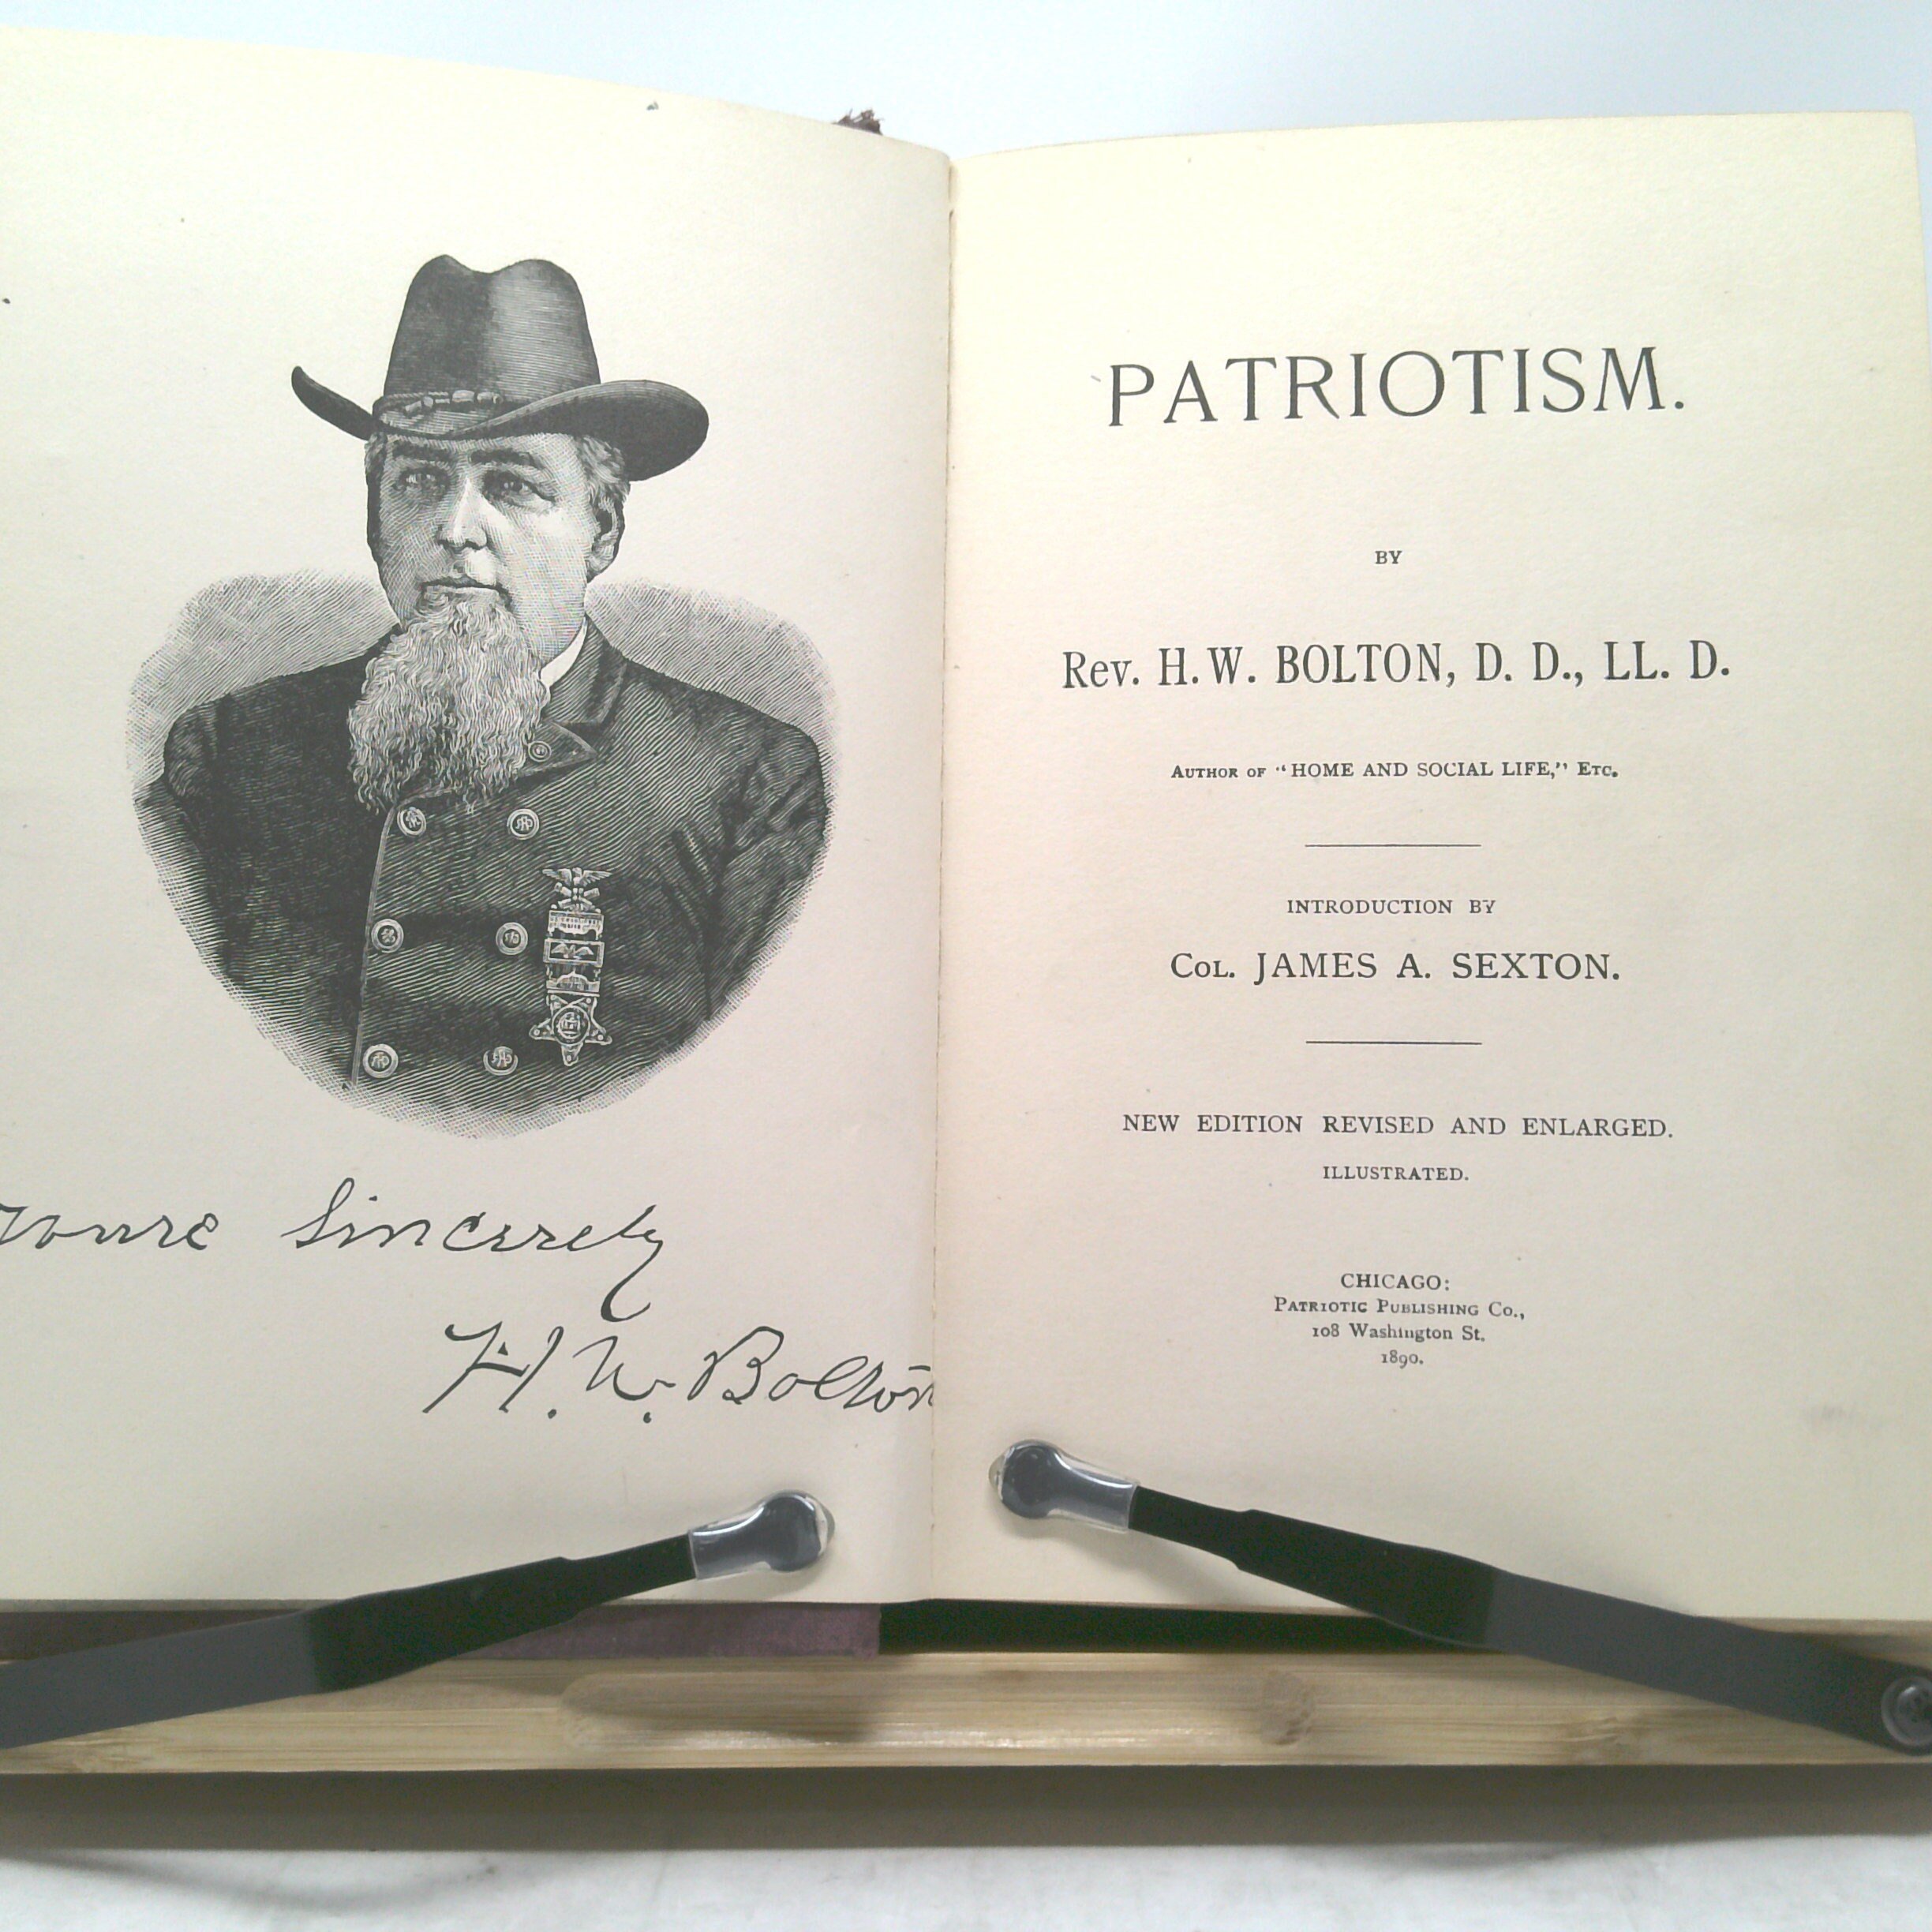 Yours Sincerely
H. W. Bolton
PATRIOTISM.
BY
Rev. H. W. BOLTON, D. D., LL. D.
AUTHOR OF "HOME AND SOCIAL LIFE," ETC.
INTRODUCTION BY
COL. JAMES A. SEXTON.
NEW EDITION REVISED AND ENLARGED.
ILLUSTRATED.
CHICAGO:
PATRIOTIC PUBLISHING CO.,
108 Washington St.
1890.